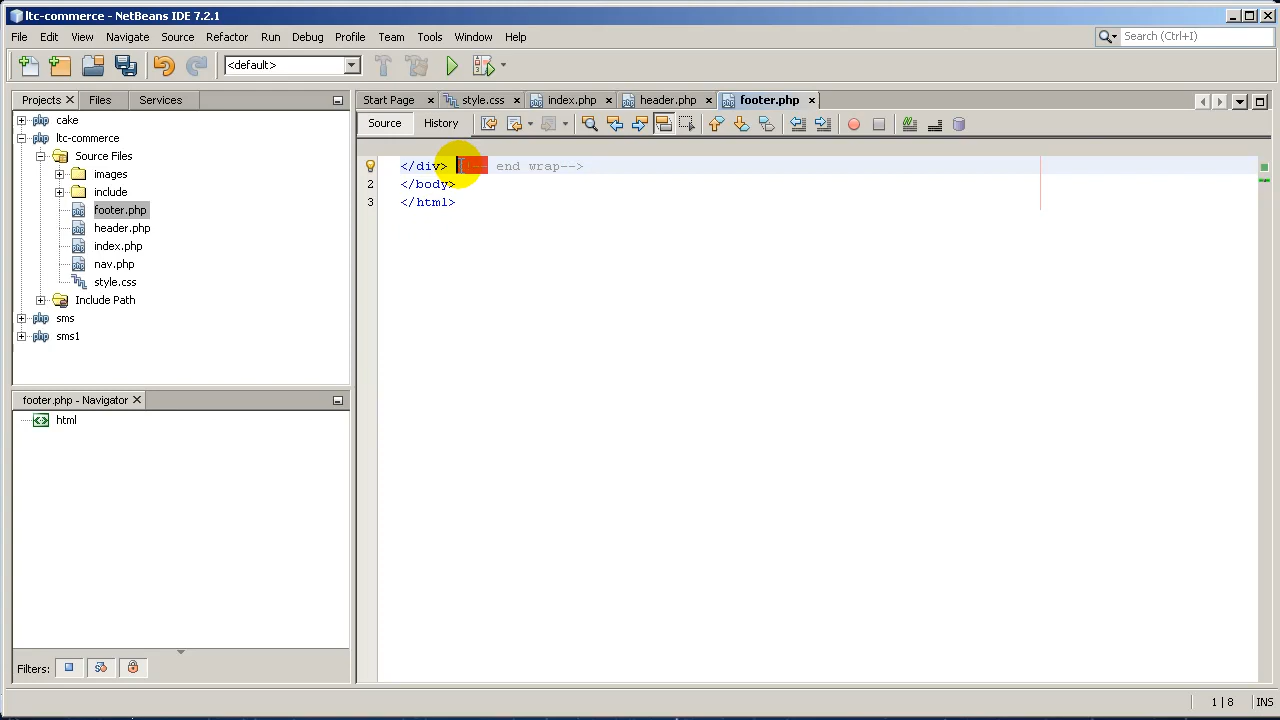 ltc-commerce - NetBeans IDE 7.2.1
File Edit View Navigate Source Refactor Run Debug Profile Team Tools Window Help
Search (Ctrl+I)
<default>
Projects Files Services
cake
ltc-commerce
Source Files
images
include
footer.php
header.php
index.php
nav.php
style.css
Include Path
sms
sms1
footer.php - Navigator
html
Filters:
Start Page style.css index.php header.php footer.php
Source History
</div> <!-- end wrap-->
2 </body>
3 </html>
1 | 8 INS